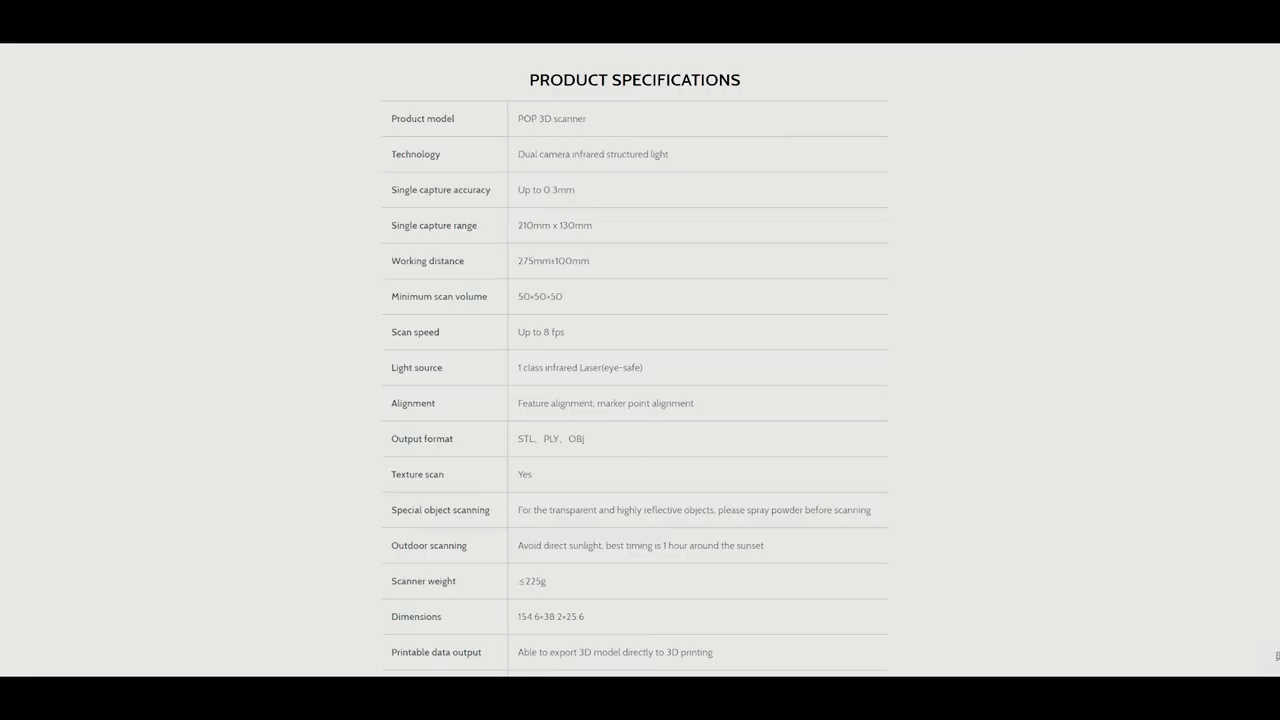 PRODUCT SPECIFICATIONS
Product model POP 3D scanner
Technology Dual camera infrared structured light
Single capture accuracy Up to 0.3mm
Single capture range 210mm x 130mm
Working distance 275mm±100mm
Minimum scan volume 50×50×50
Scan speed Up to 8 fps
Light source 1 class infrared Laser(eye-safe)
Alignment Feature alignment, marker point alignment
Output format STL、PLY、OBJ
Texture scan Yes
Special object scanning For the transparent and highly reflective objects, please spray powder before scanning
Outdoor scanning Avoid direct sunlight, best timing is 1 hour around the sunset
Scanner weight ≤225g
Dimensions 154.6×38.2×25.6
Printable data output Able to export 3D model directly to 3D printing